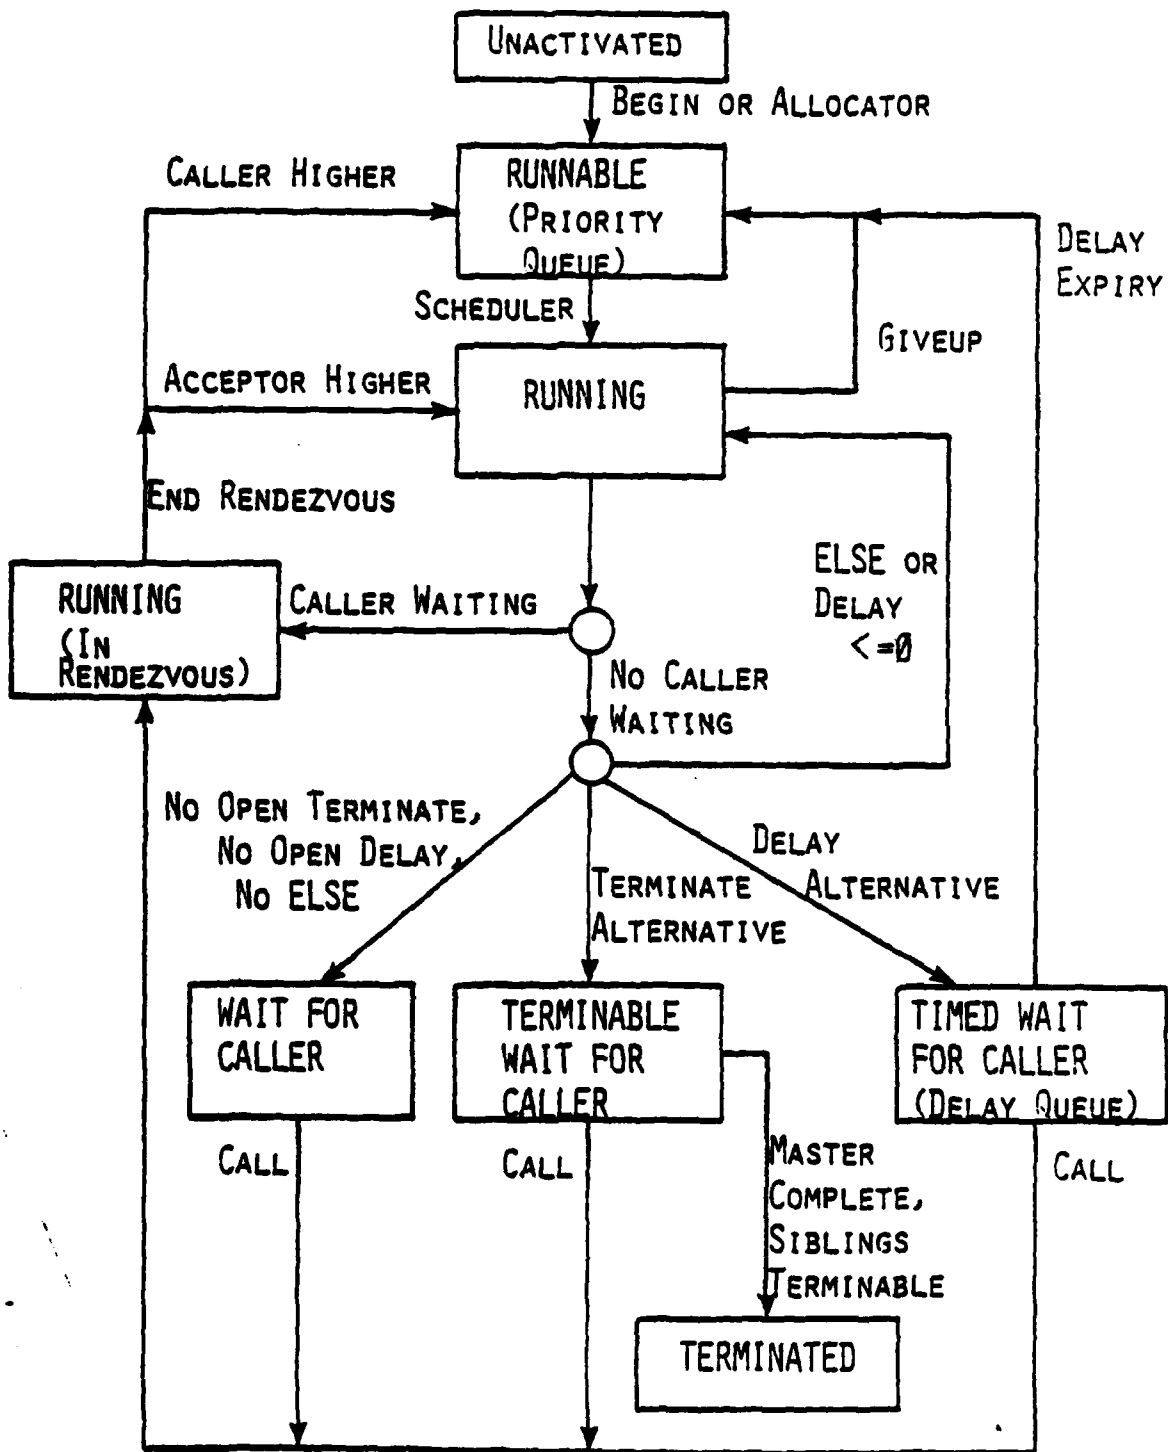 UNACTIVATED
BEGIN OR ALLOCATOR
CALLER HIGHER
RUNNABLE
(PRIORITY
QUEUE)
DELAY
EXPIRY
SCHEDULER
GIVEUP
ACCEPTOR HIGHER
RUNNING
END RENDEZVOUS
ELSE OR
DELAY
<=0
RUNNING
(IN
RENDEZVOUS)
CALLER WAITING
NO CALLER
WAITING
NO OPEN TERMINATE,
NO OPEN DELAY,
NO ELSE
TERMINATE
ALTERNATIVE
DELAY
ALTERNATIVE
WAIT FOR
CALLER
TERMINABLE
WAIT FOR
CALLER
TIMED WAIT
FOR CALLER
(DELAY QUEUE)
CALL
CALL
MASTER
COMPLETE,
SIBLINGS
TERMINABLE
CALL
TERMINATED